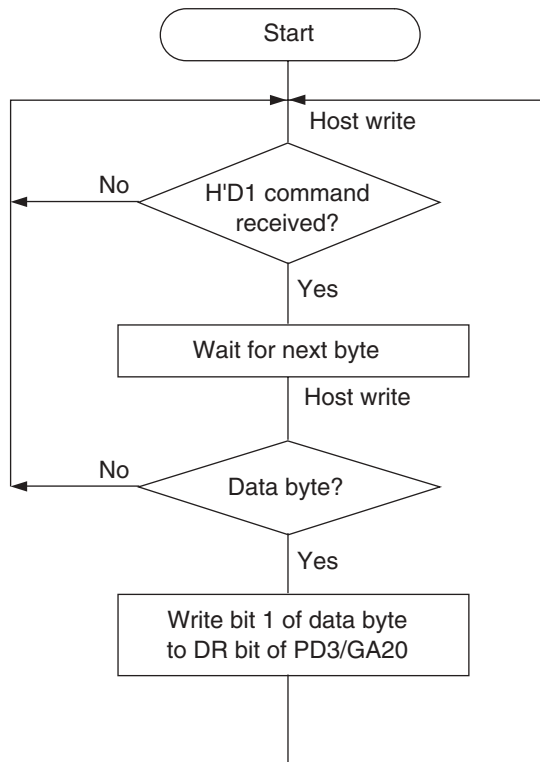 Start
Host write
No
H'D1 command
received?
Yes
Wait for next byte
Host write
No
Data byte?
Yes
Write bit 1 of data byte
to DR bit of PD3/GA20